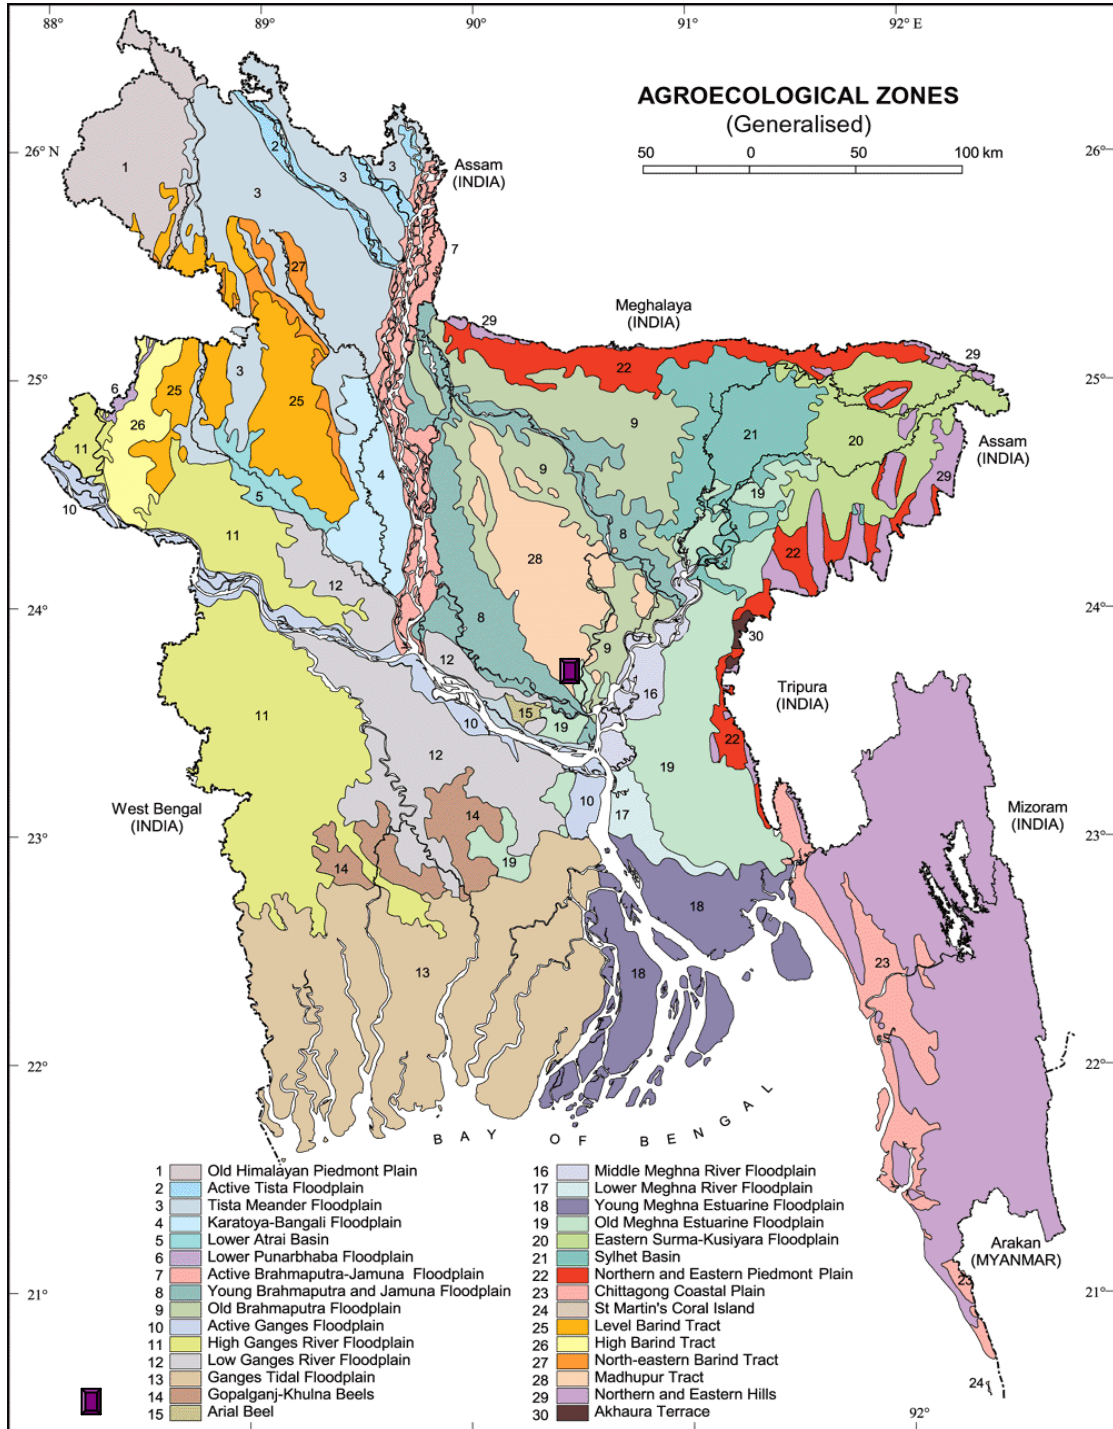 88°
89°
90°
91°
92° E
AGROECOLOGICAL ZONES
(Generalised)
50 0 50 100 km
26° N
26°
25°
25°
24°
24°
23°
23°
22°
22°
21°
21°
92°
Assam
(INDIA)
Meghalaya
(INDIA)
Assam
(INDIA)
Tripura
(INDIA)
Mizoram
(INDIA)
West Bengal
(INDIA)
Arakan
(MYANMAR)
BAY OF BENGAL
1
2
3
3
3
7
27
29
29
22
6
25
3
25
26
9
21
20
11
4
9
19
29
10
5
11
8
22
28
12
8
9
30
12
16
11
15
19
10
22
12
19
10
17
14
14
19
18
13
18
23
23
24
1 Old Himalayan Piedmont Plain
2 Active Tista Floodplain
3 Tista Meander Floodplain
4 Karatoya-Bangali Floodplain
5 Lower Atrai Basin
6 Lower Punarbhaba Floodplain
7 Active Brahmaputra-Jamuna Floodplain
8 Young Brahmaputra and Jamuna Floodplain
9 Old Brahmaputra Floodplain
10 Active Ganges Floodplain
11 High Ganges River Floodplain
12 Low Ganges River Floodplain
13 Ganges Tidal Floodplain
14 Gopalganj-Khulna Beels
15 Arial Beel
16 Middle Meghna River Floodplain
17 Lower Meghna River Floodplain
18 Young Meghna Estuarine Floodplain
19 Old Meghna Estuarine Floodplain
20 Eastern Surma-Kusiyara Floodplain
21 Sylhet Basin
22 Northern and Eastern Piedmont Plain
23 Chittagong Coastal Plain
24 St Martin's Coral Island
25 Level Barind Tract
26 High Barind Tract
27 North-eastern Barind Tract
28 Madhupur Tract
29 Northern and Eastern Hills
30 Akhaura Terrace